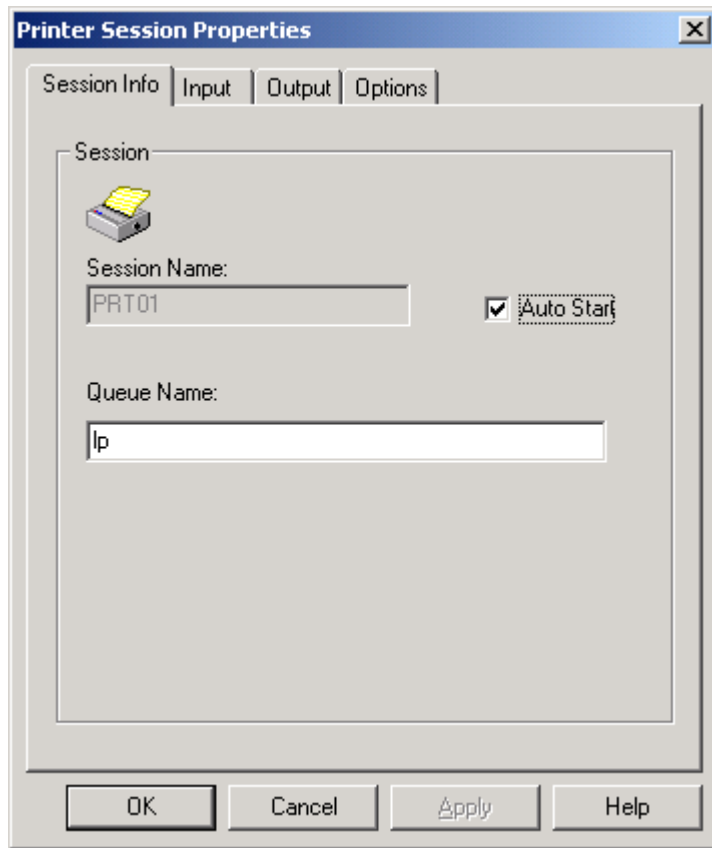 Printer Session Properties
Session Info Input Output Options
Session
Session Name:
PRT01
Auto Start
Queue Name:
lp
OK Cancel Apply Help